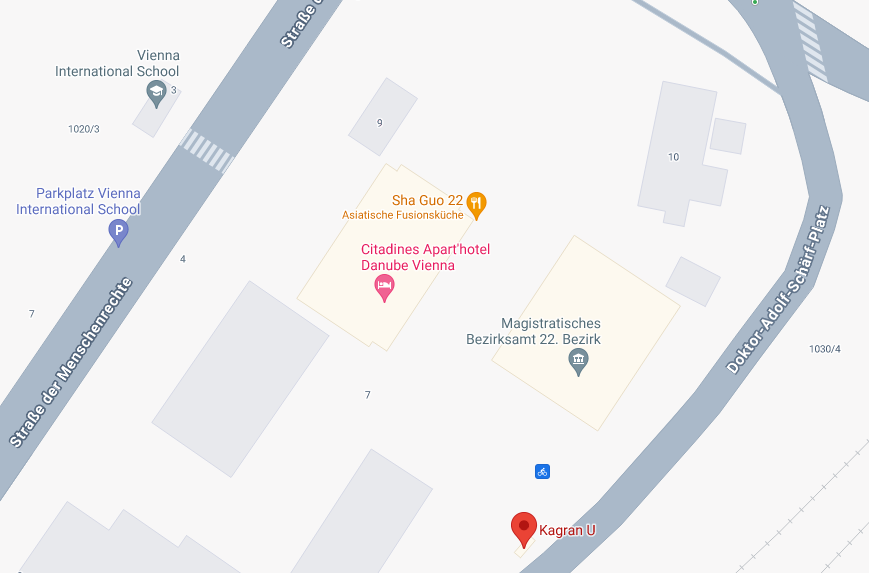 Straße d
Vienna
International School
3
1020/3
9
10
Parkplatz Vienna
International School
Sha Guo 22
Asiatische Fusionsküche
Citadines Apart'hotel
Danube Vienna
4
7
Straße der Menschenrechte
Magistratisches
Bezirksamt 22. Bezirk
Doktor-Adolf-Schärf-Platz
1030/4
7
Kagran U
P